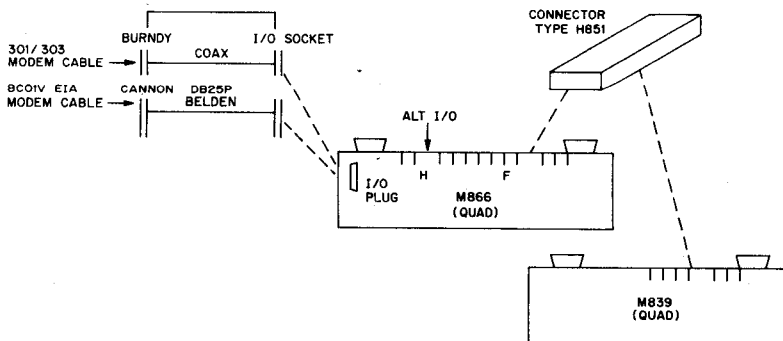 CONNECTOR
TYPE H851
BURNDY
I/O SOCKET
301/303
MODEM CABLE
COAX
8C01V EIA
MODEM CABLE
CANNON
DB25P
BELDEN
ALT I/O
H
F
I/O
PLUG
M866
(QUAD)
M839
(QUAD)